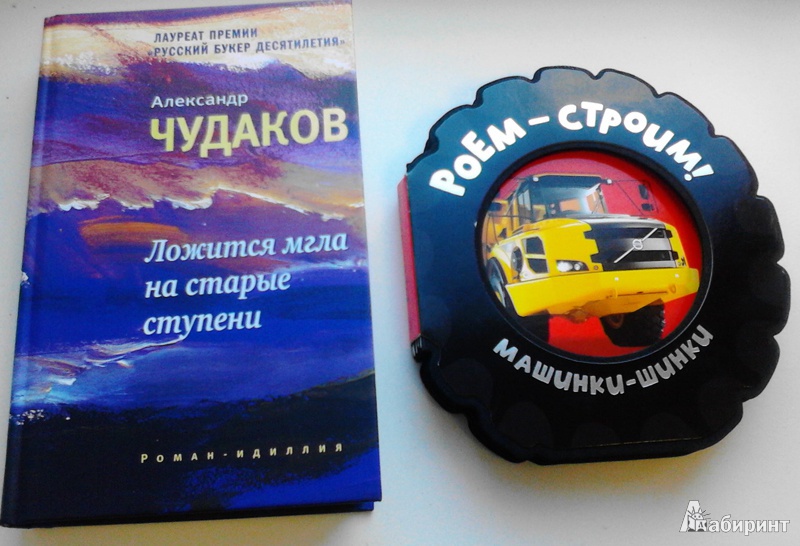 ЛАУРЕАТ ПРЕМИИ
«РУССКИЙ БУКЕР ДЕСЯТИЛЕТИЯ»
Александр
ЧУДАКОВ
Ложится мгла
на старые
ступени
Роман-идиллия
РОЕМ – СТРОИМ!
МАШИНКИ-ШИНКИ
Лабиринт